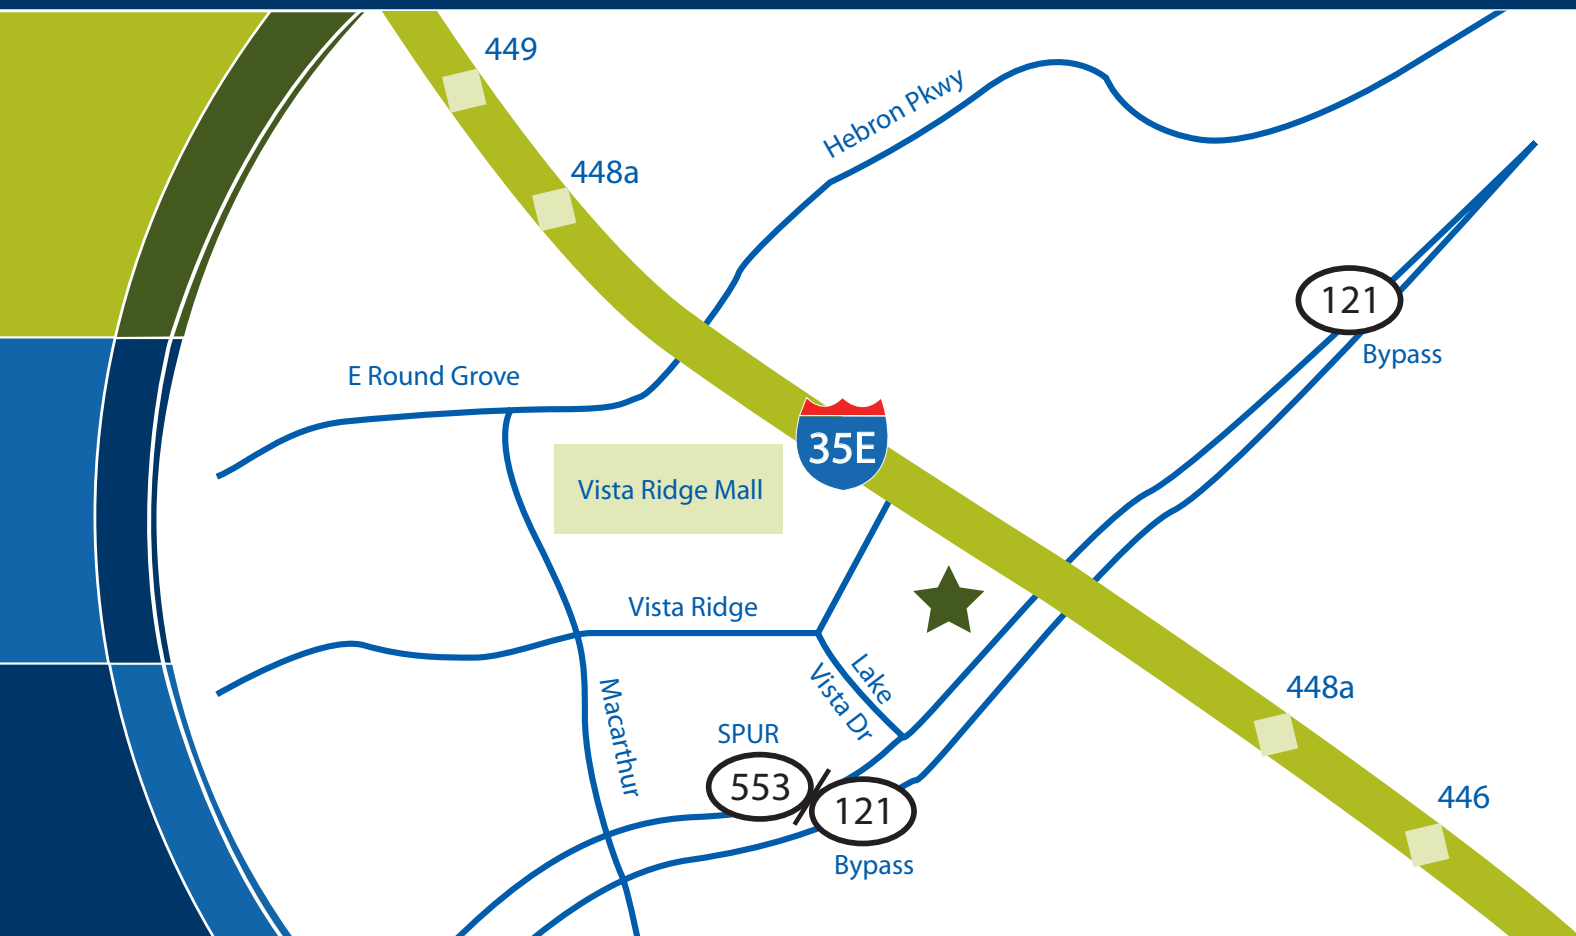 449
448a
Hebron Pkwy
121
Bypass
E Round Grove
35E
Vista Ridge Mall
Vista Ridge
Lake
Vista Dr
Macarthur
448a
SPUR
553
121
Bypass
446